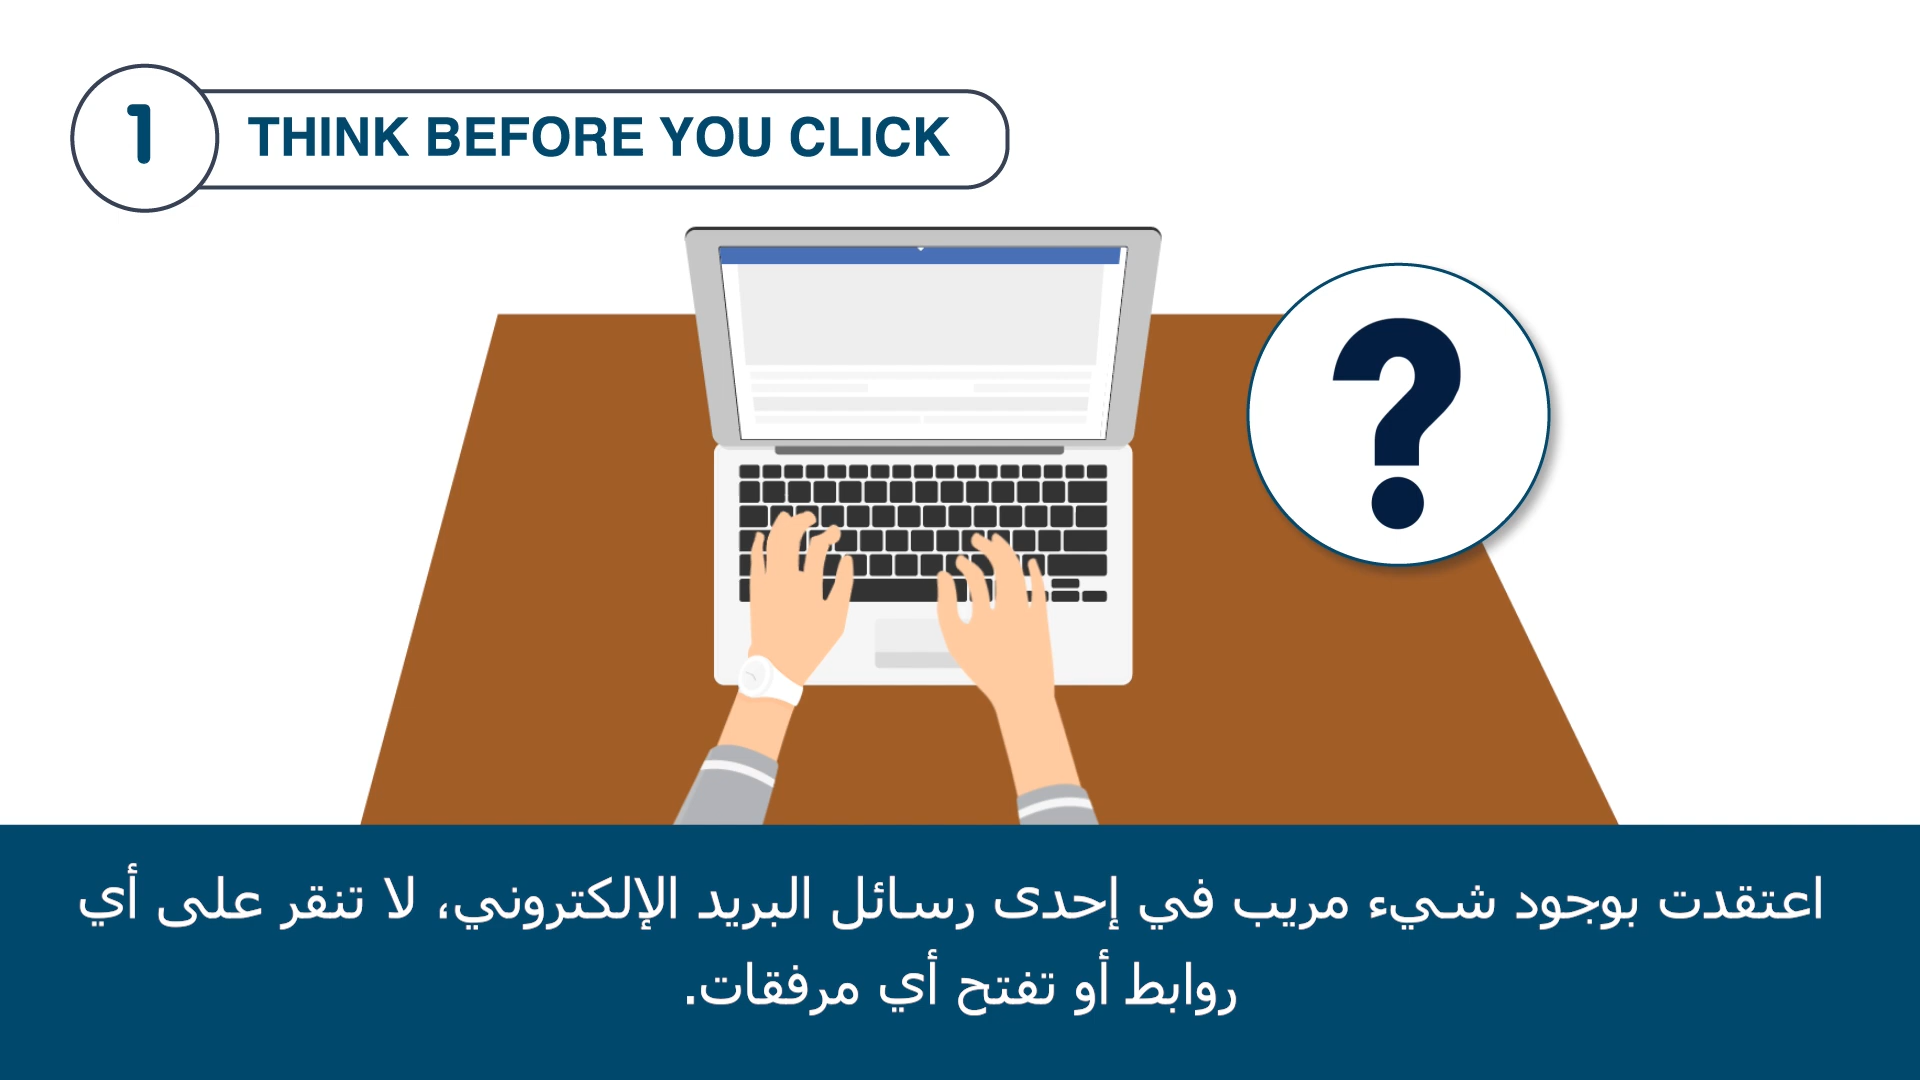 1
THINK BEFORE YOU CLICK
?
اعتقدت بوجود شيء مريب في إحدى رسائل البريد الإلكتروني، لا تنقر على أي
روابط أو تفتح أي مرفقات.